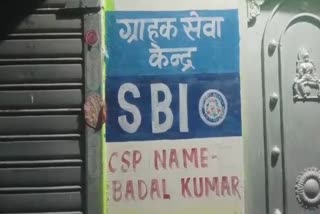 ग्राहक सेवा
केन्द्र
SBI
CSP NAME-
BADAL KUMAR